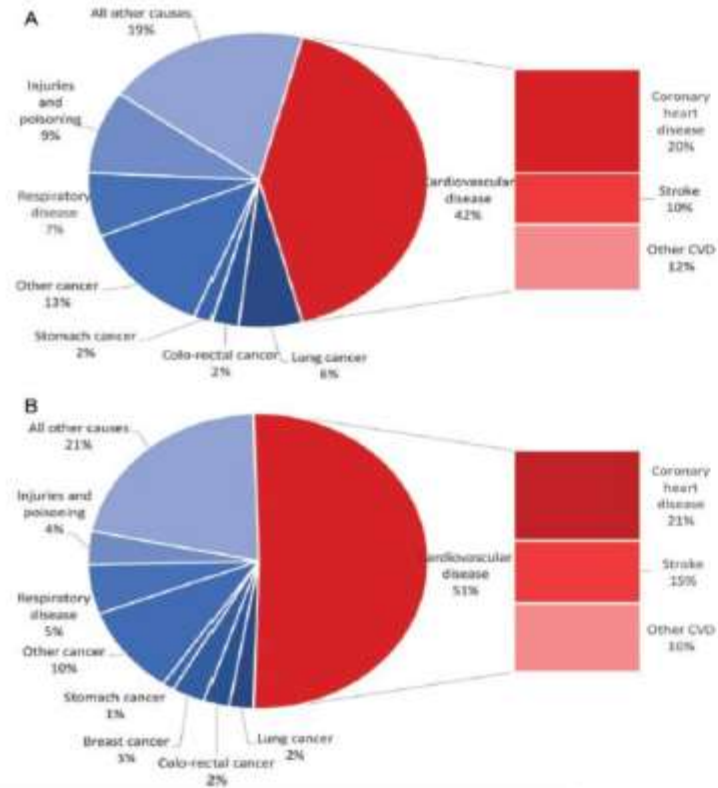 A
All other causes
19%
Injuries
and
poisoning
9%
Respiratory
disease
7%
Other cancer
13%
Stomach cancer
2%
Colo-rectal cancer
2%
Lung cancer
6%
Cardiovascular
disease
42%
Coronary
heart
disease
20%
Stroke
10%
Other CVD
12%
B
All other causes
21%
Injuries and
poisoning
4%
Respiratory
disease
5%
Other cancer
10%
Stomach cancer
1%
Breast cancer
3%
Colo-rectal cancer
2%
Lung cancer
2%
Cardiovascular
disease
51%
Coronary
heart
disease
21%
Stroke
15%
Other CVD
16%